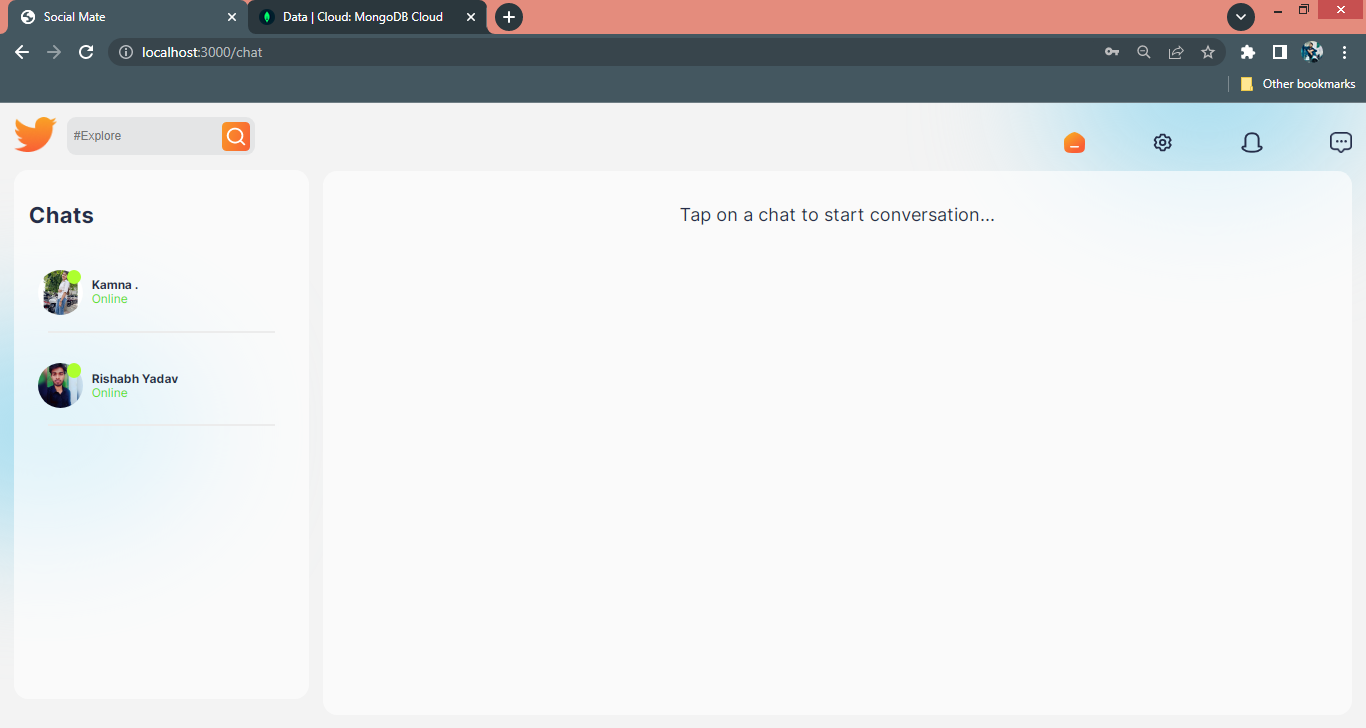 Social Mate
Data | Cloud: MongoDB Cloud
localhost:3000/chat
Other bookmarks
#Explore
Chats
Tap on a chat to start conversation...
Kamna .
Online
Rishabh Yadav
Online